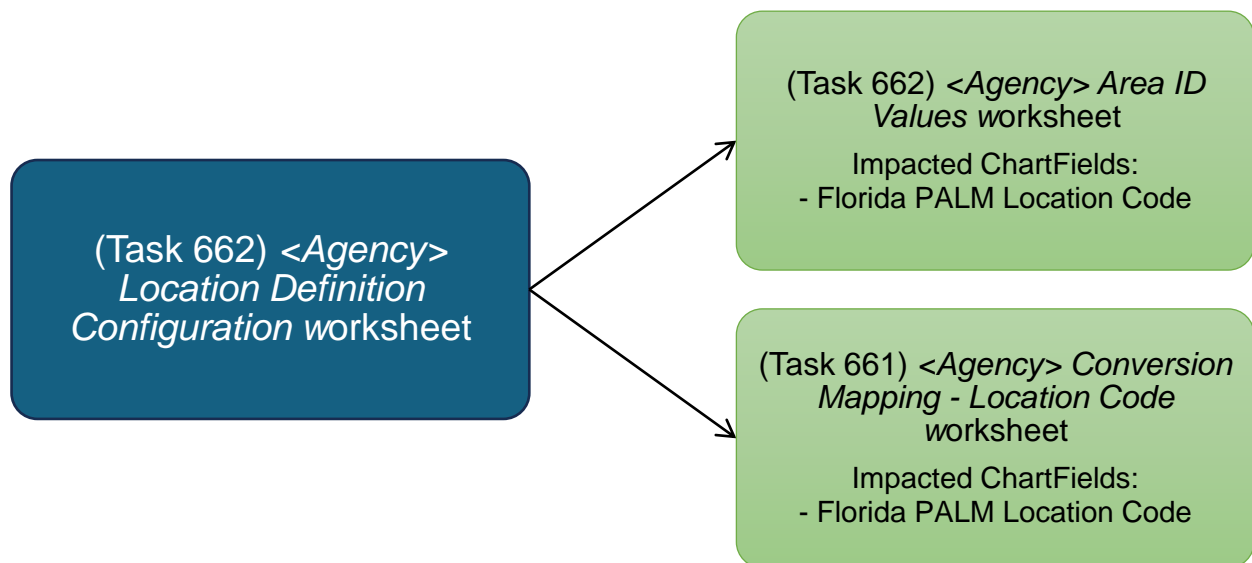 (Task 662) <Agency>
Location Definition
Configuration worksheet
(Task 662) <Agency> Area ID
Values worksheet
Impacted ChartFields:
- Florida PALM Location Code
(Task 661) <Agency> Conversion
Mapping - Location Code
worksheet
Impacted ChartFields:
- Florida PALM Location Code